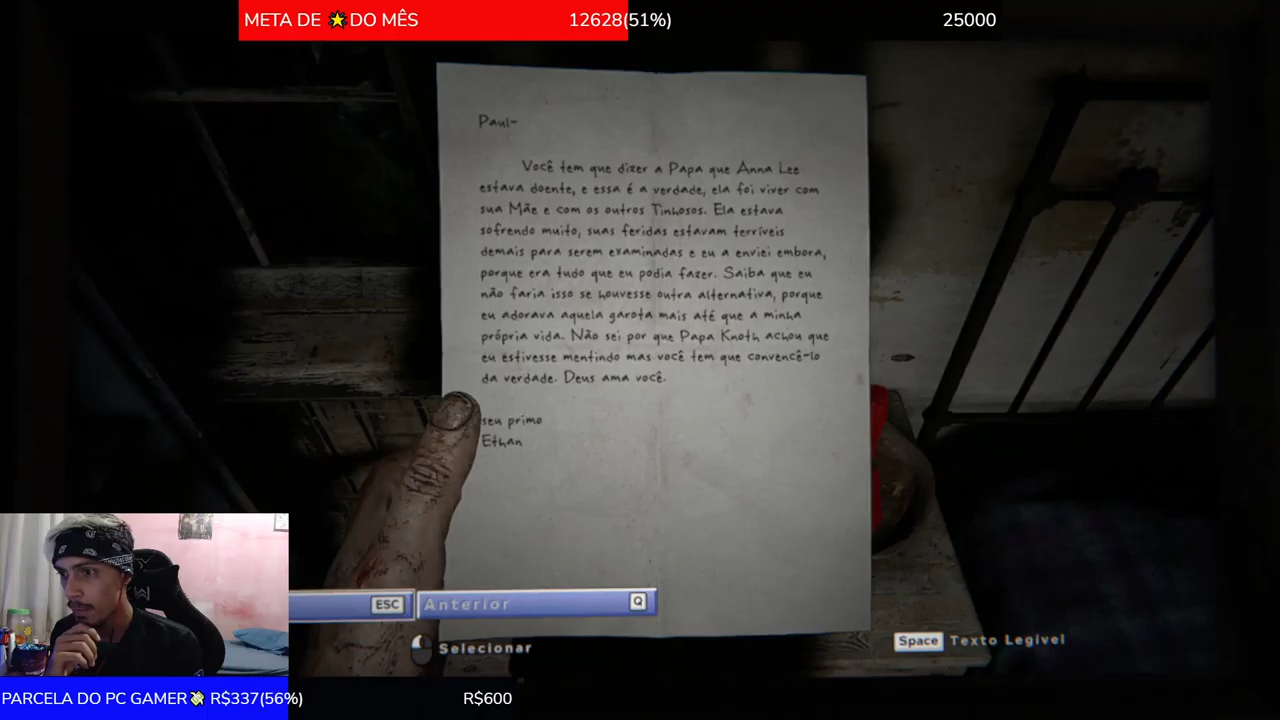 META DE 🌟 DO MÊS 12628(51%) 25000
Paul-
Você tem que dizer a Papa que Anna Lee
estava doente, e essa é a verdade, ela foi viver com
sua Mãe e com os outros Tinhosos. Ela estava
sofrendo muito, suas feridas estavam terríveis
demais para serem examinadas e eu a enviei embora,
porque era tudo que eu podia fazer. Saiba que eu
não faria isso se houvesse outra alternativa, porque
eu adorava aquela garota mais até que a minha
própria vida. Não sei por que Papa Knoth achou que
eu estivesse mentindo mas você tem que convencê-lo
da verdade. Deus ama você.
seu primo
Ethan
ESC Anterior Q
Selecionar
Space Texto Legível
PARCELA DO PC GAMER 💸 R$337(56%) R$600